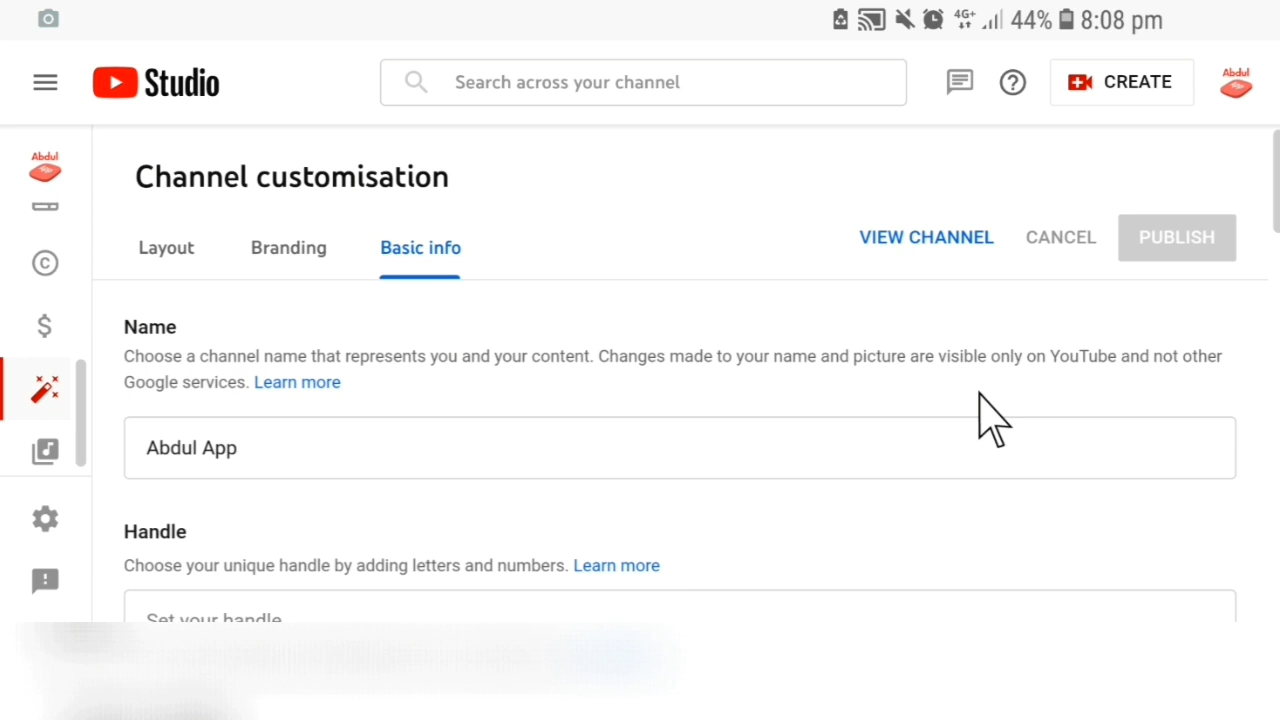 4G+ 44% 8:08 pm
Studio
Search across your channel
CREATE
Abdul
Abdul
Channel customisation
Layout Branding Basic info
VIEW CHANNEL CANCEL PUBLISH
Name
Choose a channel name that represents you and your content. Changes made to your name and picture are visible only on YouTube and not other
Google services. Learn more
Abdul App
Handle
Choose your unique handle by adding letters and numbers. Learn more
Set your handle